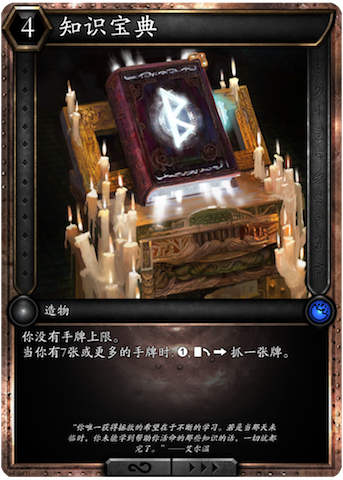 4 知识宝典
造物
你没有手牌上限。
当你有7张或更多的手牌时, 1, → 抓一张牌。
"你唯一获得拯救的希望在于不断的学习。若是当那天来
临时，你未能学到帮助你活命的那些知识的话，一切就都
完了。" ——艾尔温